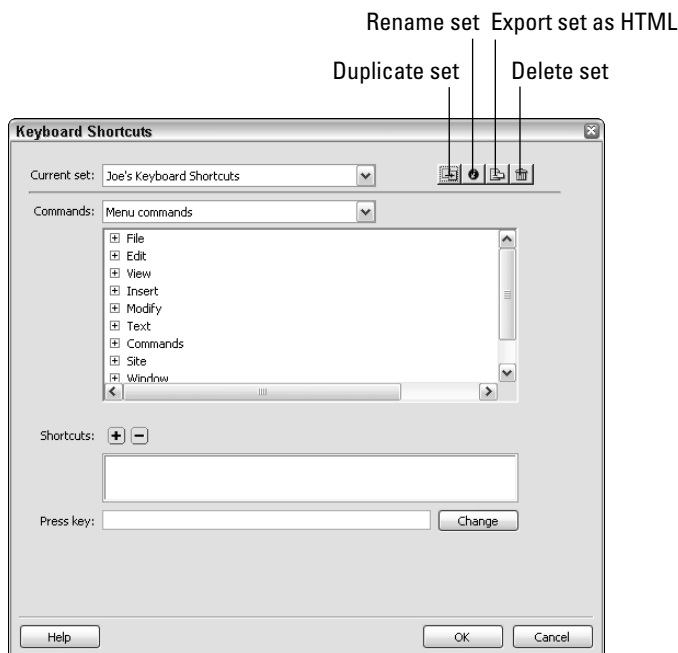 Rename set Export set as HTML
Duplicate set Delete set
Keyboard Shortcuts
Current set: Joe's Keyboard Shortcuts
Commands: Menu commands
File
Edit
View
Insert
Modify
Text
Commands
Site
Window
Shortcuts:
Press key: Change
Help OK Cancel